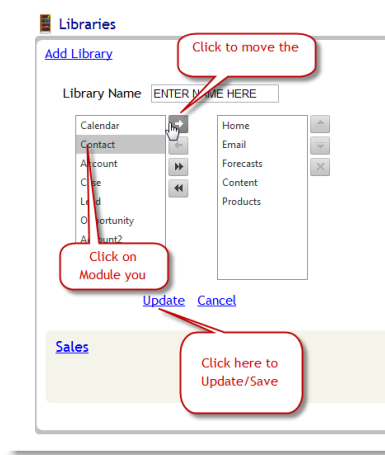 Libraries
Click to move the
Add Library
Library Name ENTER NAME HERE
Calendar
Contact
Account
Case
Lead
Opportunity
Account2
Home
Email
Forecasts
Content
Products
Click on
Module you
Update Cancel
Sales
Click here to
Update/Save